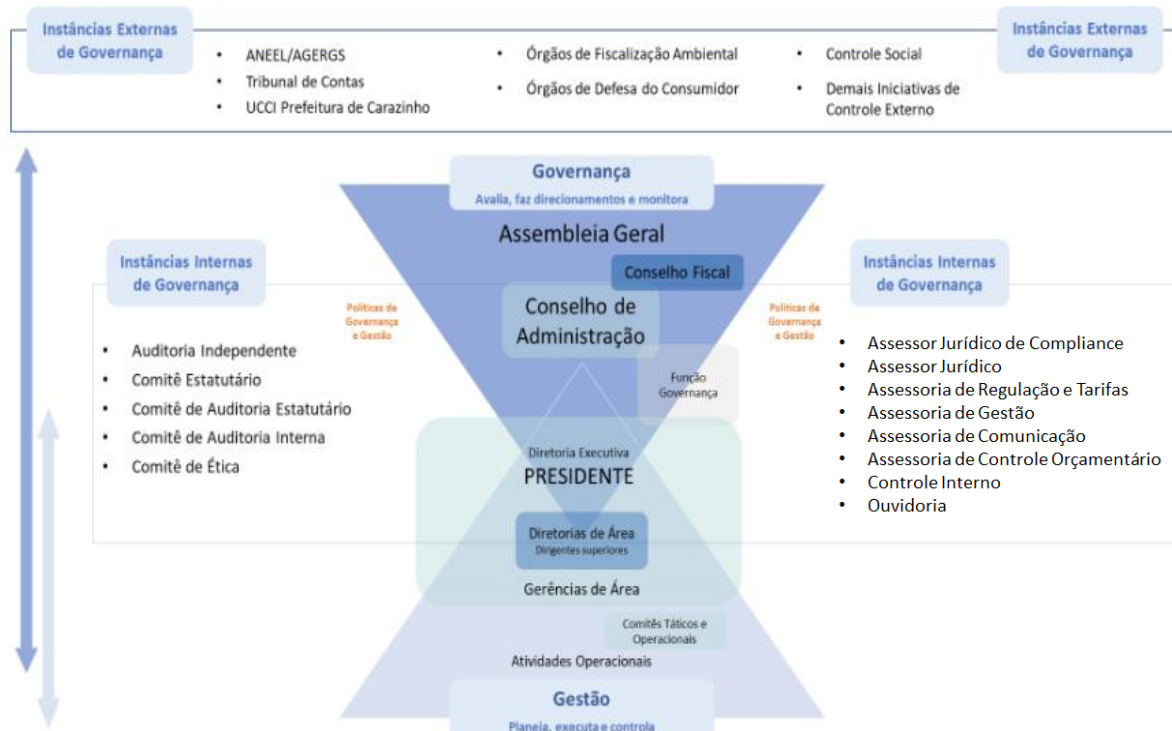 Instâncias Externas
de Governança
• ANEEL/AGERGS
• Tribunal de Contas
• UCCI Prefeitura de Carazinho
• Órgãos de Fiscalização Ambiental
• Órgãos de Defesa do Consumidor
• Controle Social
• Demais Iniciativas de
Controle Externo
Instâncias Externas
de Governança
Governança
Avalia, faz direcionamentos e monitora
Assembleia Geral
Conselho Fiscal
Conselho de
Administração
Função
Governança
Instâncias Internas
de Governança
Políticas de
Governança
e Gestão
• Auditoria Independente
• Comitê Estatutário
• Comitê de Auditoria Estatutário
• Comitê de Auditoria Interna
• Comitê de Ética
Instâncias Internas
de Governança
Políticas de
Governança
e Gestão
• Assessor Jurídico de Compliance
• Assessor Jurídico
• Assessoria de Regulação e Tarifas
• Assessoria de Gestão
• Assessoria de Comunicação
• Assessoria de Controle Orçamentário
• Controle Interno
• Ouvidoria
Diretoria Executiva
PRESIDENTE
Diretorias de Área
Dirigentes superiores
Gerências de Área
Comitês Táticos e
Operacionais
Atividades Operacionais
Gestão
Planeja, executa e controla